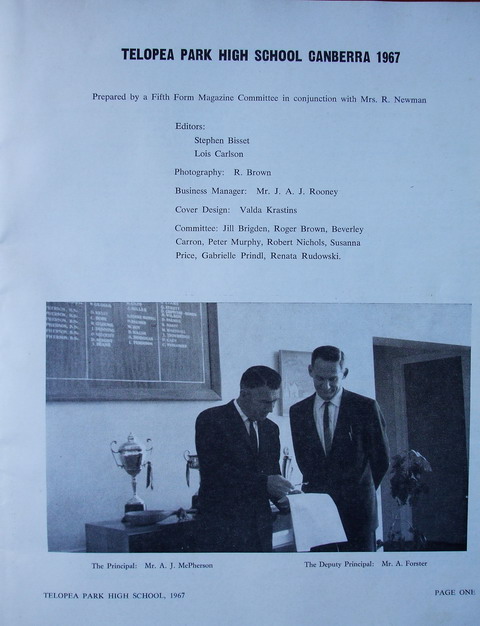 TELOPEA PARK HIGH SCHOOL CANBERRA 1967
Prepared by a Fifth Form Magazine Committee in conjunction with Mrs. R. Newman
Editors:
Stephen Bisset
Lois Carlson
Photography: R. Brown
Business Manager: Mr. J. A. J. Rooney
Cover Design: Valda Krastins
Committee: Jill Brigden, Roger Brown, Beverley
Carron, Peter Murphy, Robert Nichols, Susanna
Price, Gabrielle Prindl, Renata Rudowski.
The Principal: Mr. A. J. McPherson
The Deputy Principal: Mr. A. Forster
TELOPEA PARK HIGH SCHOOL, 1967
PAGE ONE